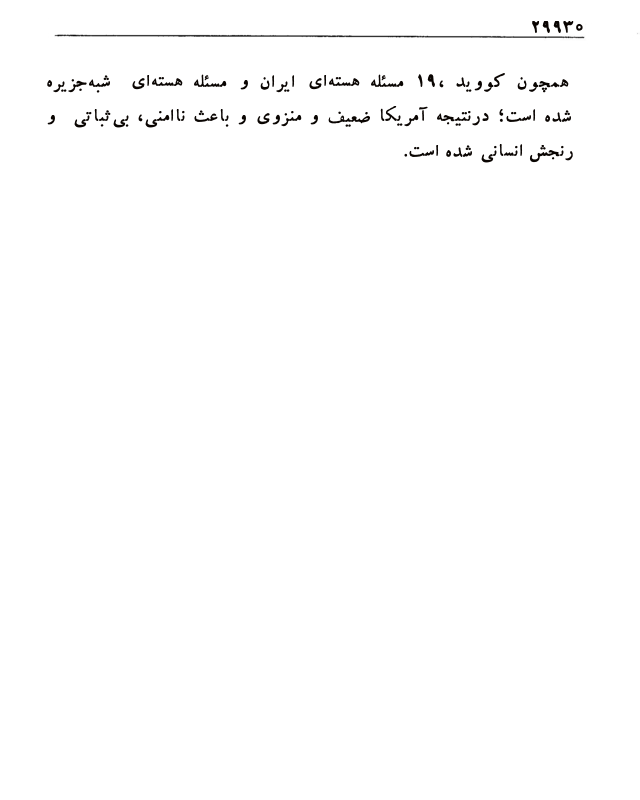 ۲۹۹۳۰
همچون کووید ،۱۹ مسئله هسته‌ای ایران و مسئله هسته‌ای شبه‌جزیره
شده است؛ درنتیجه آمریکا ضعیف و منزوی و باعث ناامنی، بی‌ثباتی و
رنجش انسانی شده است.